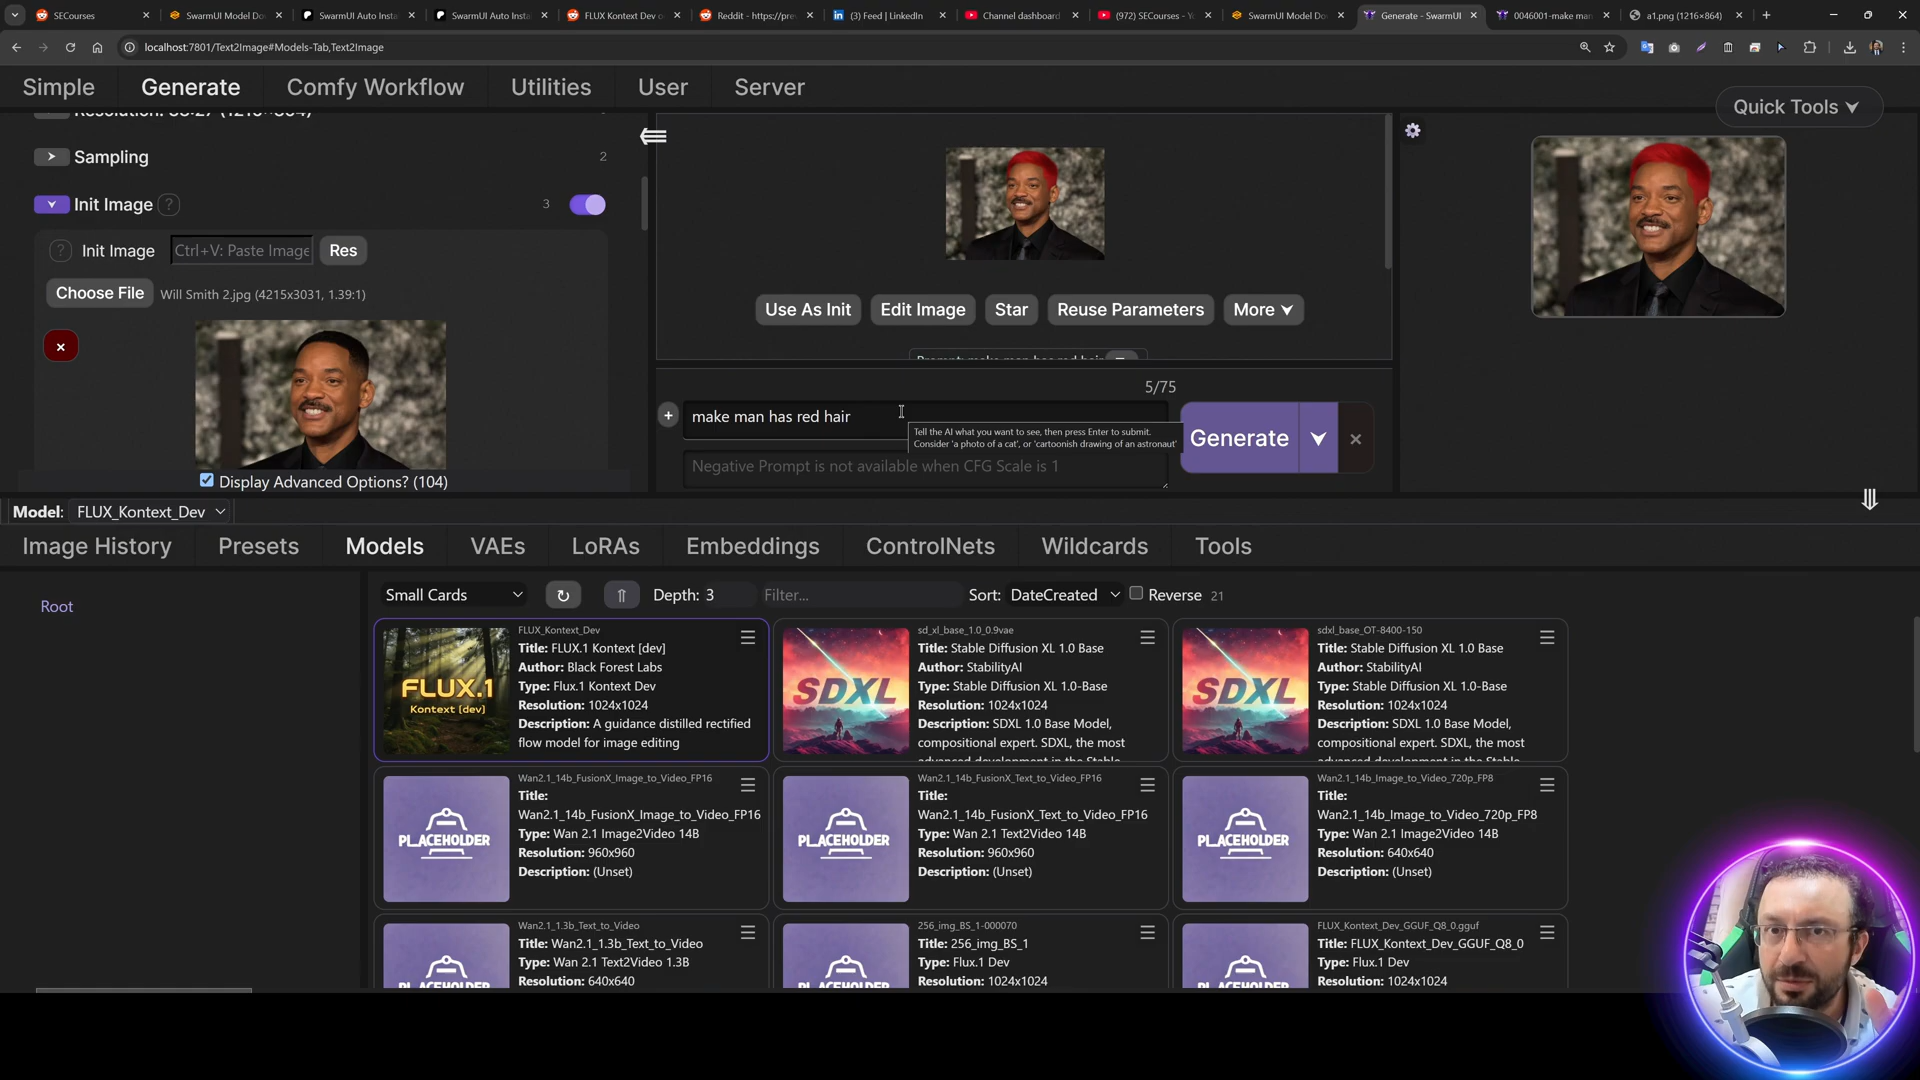 SECourses
SwarmUI Model Do
SwarmUI Auto Insta
SwarmUI Auto Insta
FLUX Kontext Dev o
Reddit - https://prev
(3) Feed | LinkedIn
Channel dashboard
(972) SECourses - Yo
SwarmUI Model Do
Generate - SwarmUI
0046001-make man
a1.png (1216×864)
localhost:7801/Text2Image#Models-Tab,Text2Image
Simple
Generate
Comfy Workflow
Utilities
User
Server
Quick Tools
Sampling
2
Init Image
?
3
?
Init Image
Ctrl+V: Paste Image
Res
Choose File
Will Smith 2.jpg (4215x3031, 1.39:1)
Display Advanced Options? (104)
Use As Init
Edit Image
Star
Reuse Parameters
More
5/75
make man has red hair
Tell the AI what you want to see, then press Enter to submit.
Consider 'a photo of a cat', or 'cartoonish drawing of an astronaut'
Negative Prompt is not available when CFG Scale is 1
Generate
Model: FLUX_Kontext_Dev
Image History
Presets
Models
VAEs
LoRAs
Embeddings
ControlNets
Wildcards
Tools
Root
Small Cards
Depth: 3
Filter...
Sort: DateCreated
Reverse 21
FLUX.1
Kontext [dev]
FLUX_Kontext_Dev
Title: FLUX.1 Kontext [dev]
Author: Black Forest Labs
Type: Flux.1 Kontext Dev
Resolution: 1024x1024
Description: A guidance distilled rectified
flow model for image editing
SDXL
sd_xl_base_1.0_0.9vae
Title: Stable Diffusion XL 1.0 Base
Author: StabilityAI
Type: Stable Diffusion XL 1.0-Base
Resolution: 1024x1024
Description: SDXL 1.0 Base Model,
compositional expert. SDXL, the most
SDXL
sdxl_base_OT-8400-150
Title: Stable Diffusion XL 1.0 Base
Author: StabilityAI
Type: Stable Diffusion XL 1.0-Base
Resolution: 1024x1024
Description: SDXL 1.0 Base Model,
compositional expert. SDXL, the most
PLACEHOLDER
Wan2.1_14b_FusionX_Image_to_Video_FP16
Title:
Wan2.1_14b_FusionX_Image_to_Video_FP16
Type: Wan 2.1 Image2Video 14B
Resolution: 960x960
Description: (Unset)
PLACEHOLDER
Wan2.1_14b_FusionX_Text_to_Video_FP16
Title:
Wan2.1_14b_FusionX_Text_to_Video_FP16
Type: Wan 2.1 Text2Video 14B
Resolution: 960x960
Description: (Unset)
PLACEHOLDER
Wan2.1_14b_Image_to_Video_720p_FP8
Title:
Wan2.1_14b_Image_to_Video_720p_FP8
Type: Wan 2.1 Image2Video 14B
Resolution: 640x640
Description: (Unset)
Wan2.1_1.3b_Text_to_Video
Title: Wan2.1_1.3b_Text_to_Video
Type: Wan 2.1 Text2Video 1.3B
Resolution: 640x640
256_img_BS_1-000070
Title: 256_img_BS_1
Type: Flux.1 Dev
Resolution: 1024x1024
FLUX_Kontext_Dev_GGUF_Q8_0.gguf
Title: FLUX_Kontext_Dev_GGUF_Q8_0
Type: Flux.1 Dev
Resolution: 1024x1024